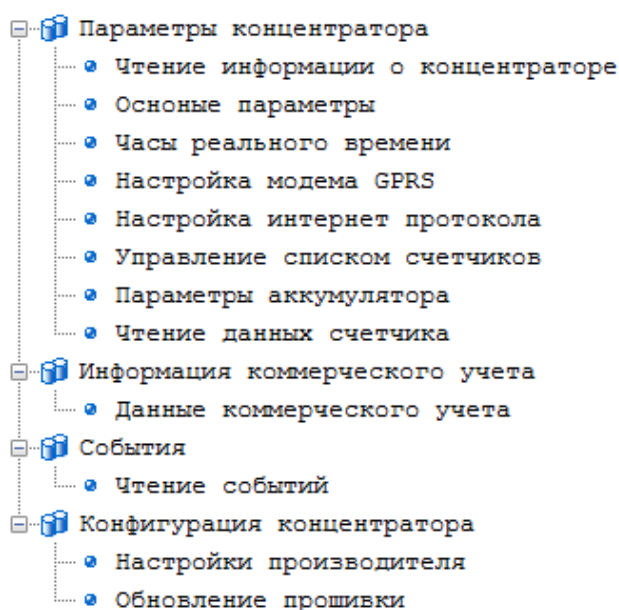 Параметры концентратора
Чтение информации о концентраторе
Осноные параметры
Часы реального времени
Настройка модема GPRS
Настройка интернет протокола
Управление списком счетчиков
Параметры аккумулятора
Чтение данных счетчика
Информация коммерческого учета
Данные коммерческого учета
События
Чтение событий
Конфигурация концентратора
Настройки производителя
Обновление прошивки